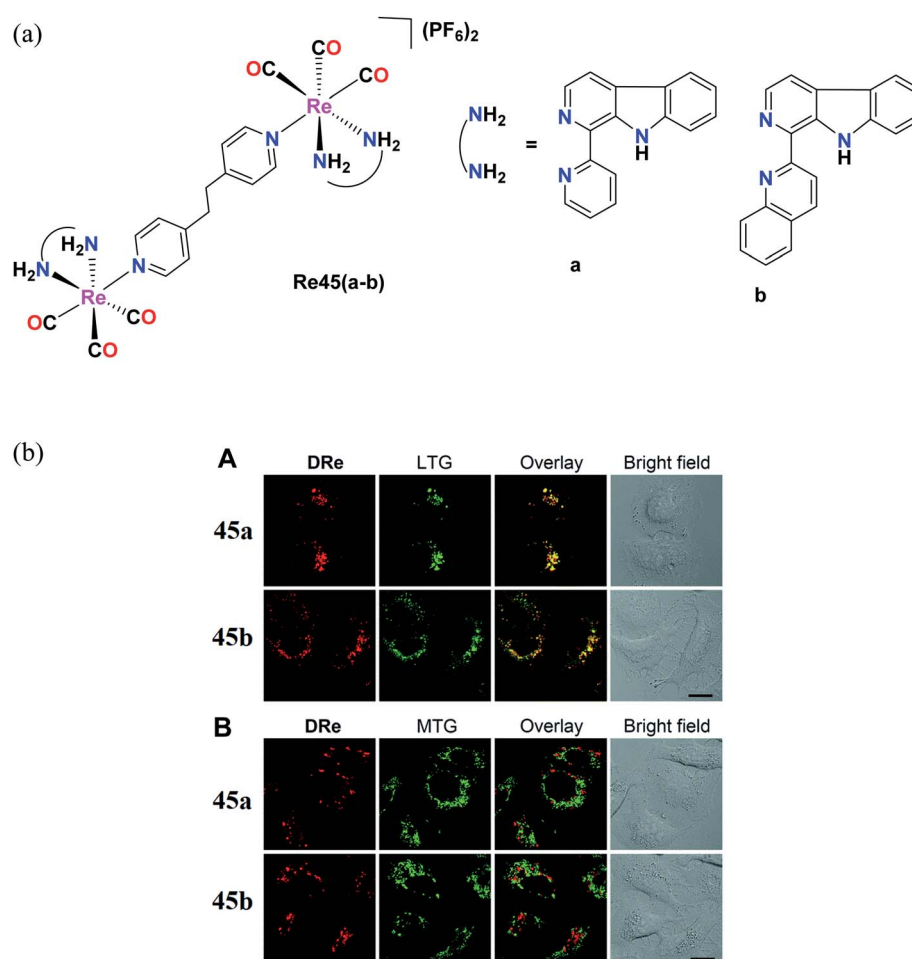 (a)
(PF6)2
CO
OC
CO
Re
N
NH2
NH2
NH2
NH2
=
N
N
H
N
a
N
N
H
N
b
H2N
H2N
N
Re
OC
CO
CO
Re45(a-b)
(b)
A
DRe LTG Overlay Bright field
45a
45b
B
DRe MTG Overlay Bright field
45a
45b